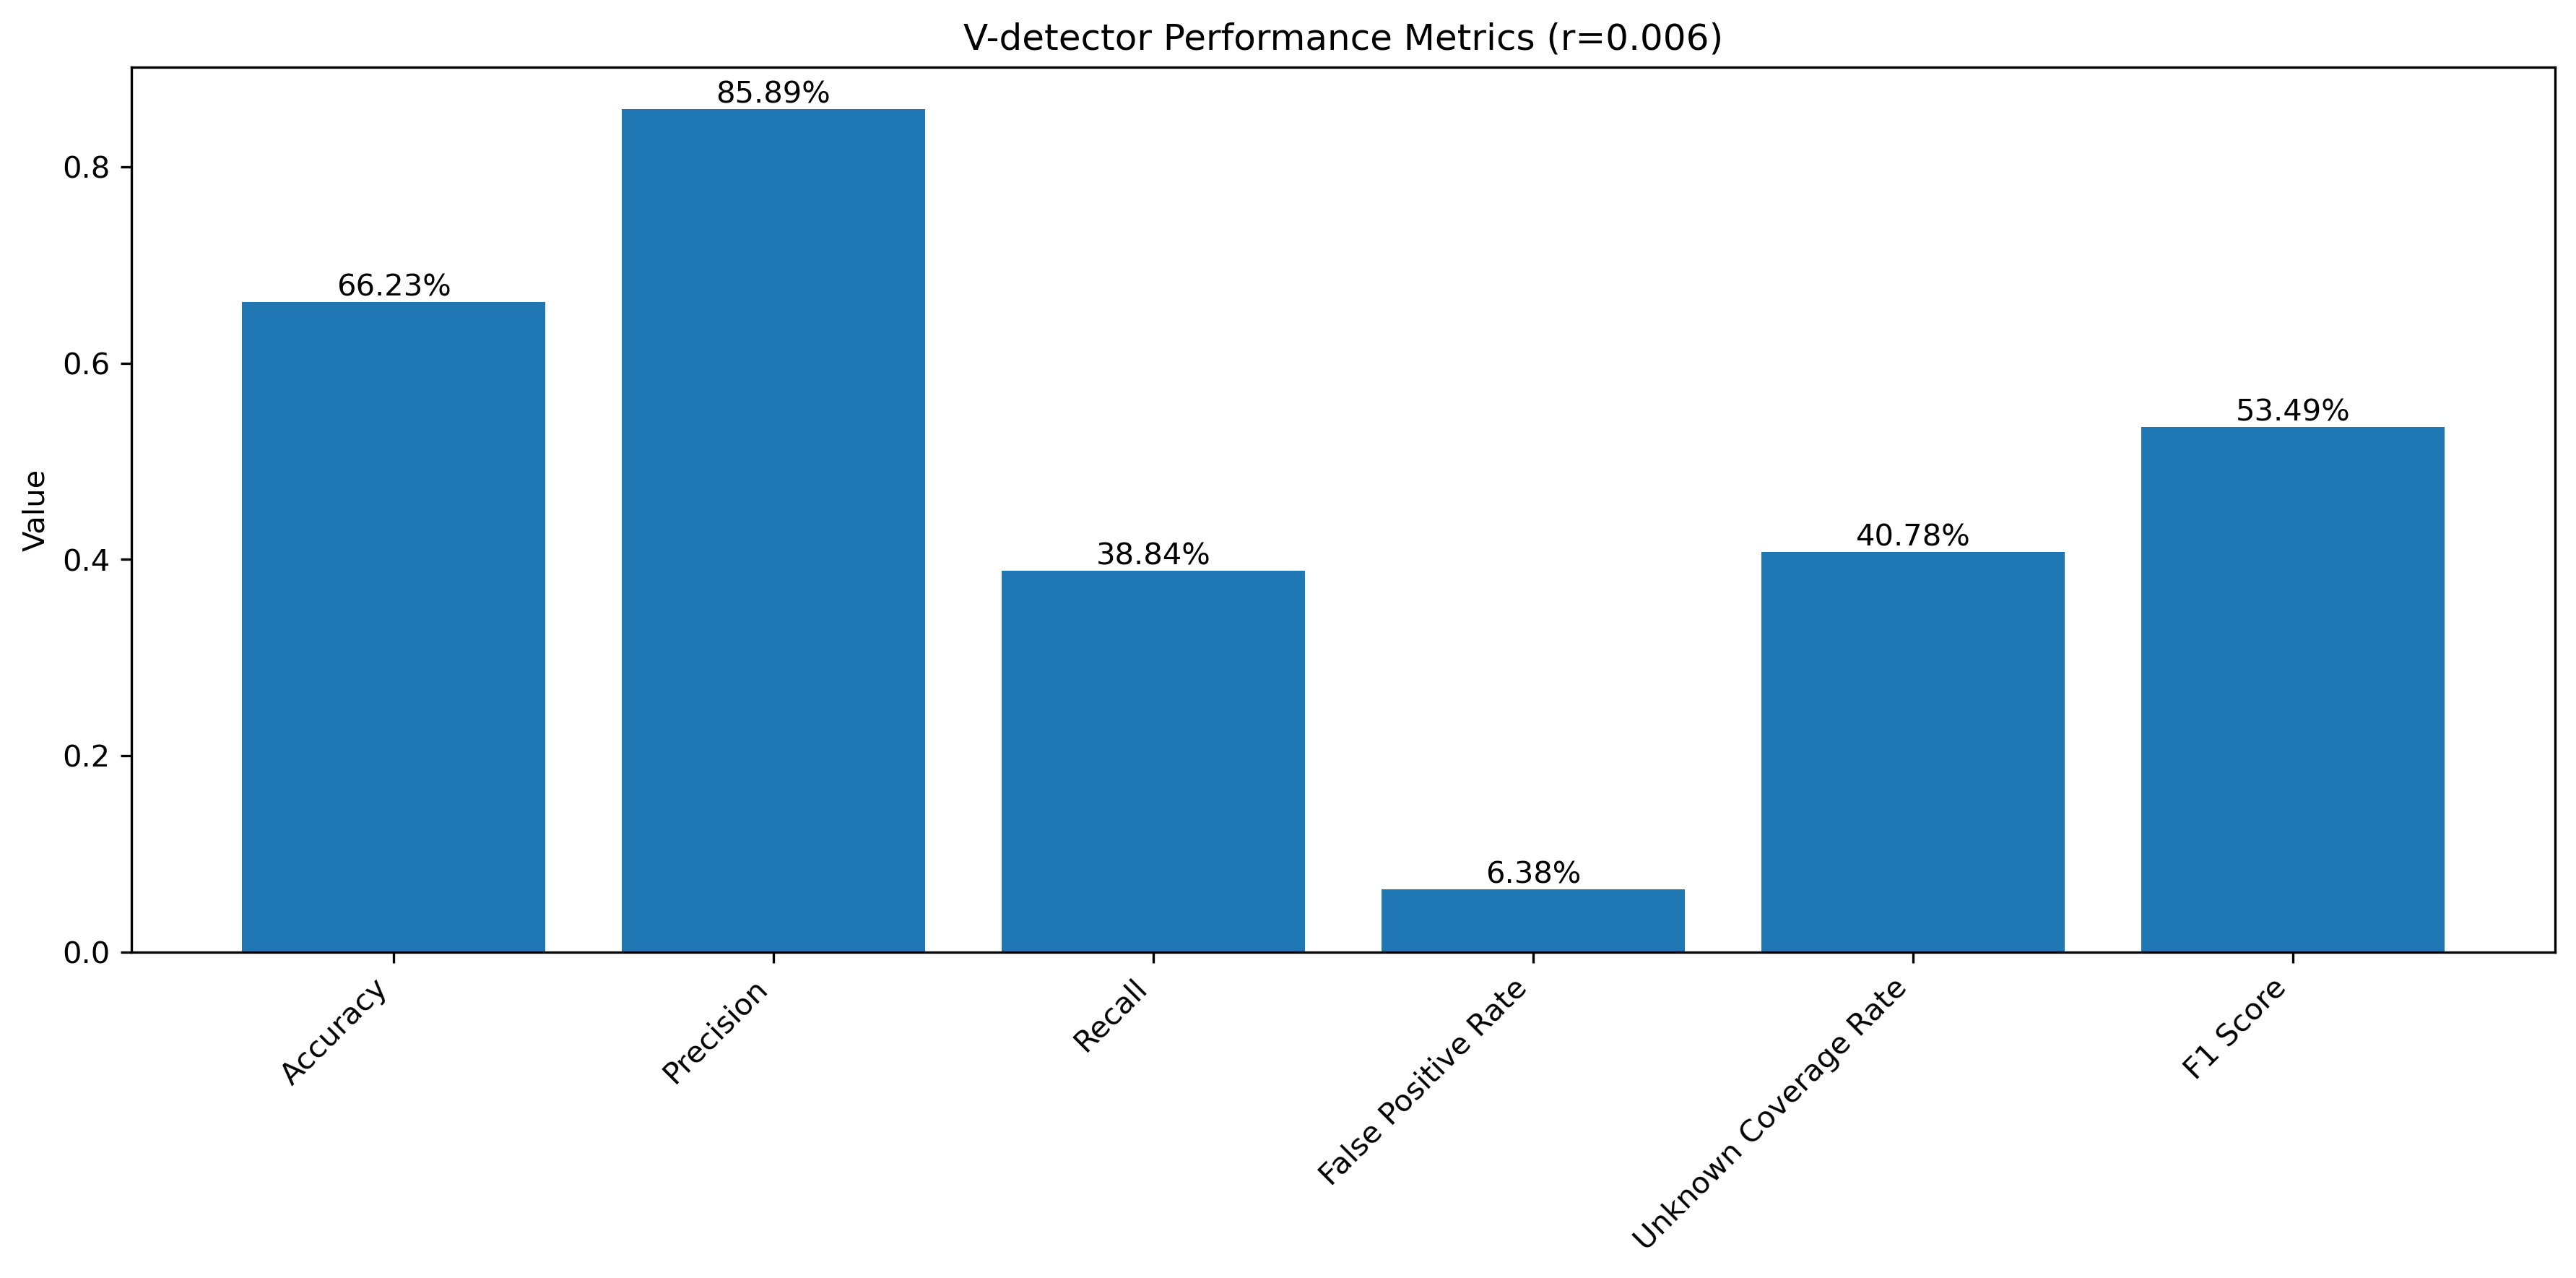 V-detector Performance Metrics (r=0.006)
Value
0.8
0.6
0.4
0.2
0.0
66.23%
85.89%
38.84%
6.38%
40.78%
53.49%
Accuracy
Precision
Recall
False Positive Rate
Unknown Coverage Rate
F1 Score